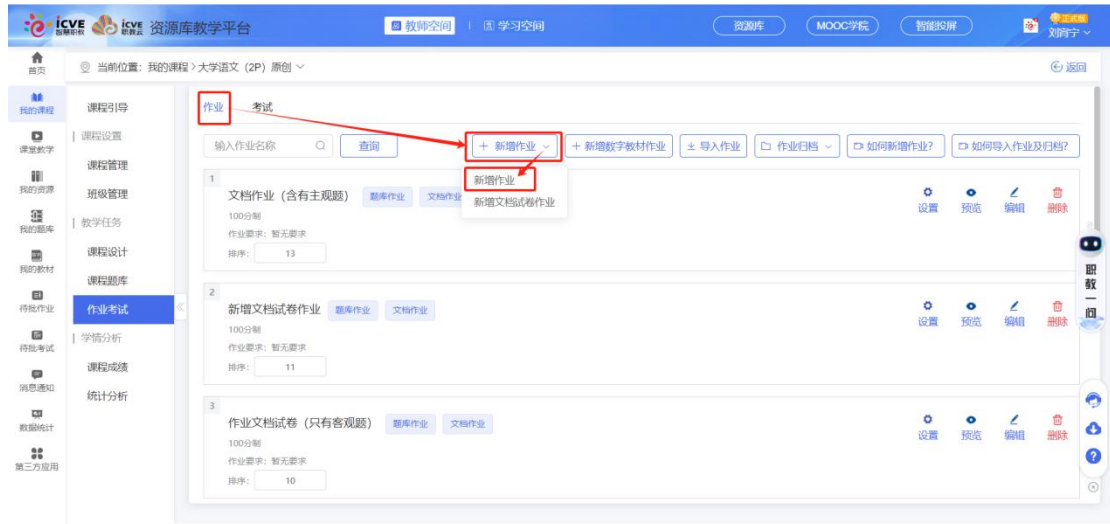 icve 智慧职教 icve 职教云 资源库教学平台 教师空间 学习空间 资源库 MOOC学院 智能投屏 正式版
首页 当前位置：我的课程>大学语文（2P）原创 返回
我的课程 课程引导 作业 考试
课堂教学 课程设置 输入作业名称 查询 + 新增作业 + 新增数字教材作业 导入作业 作业归档 如何新增作业? 如何导入作业及归档?
课程管理
新增作业
新增文档试卷作业
我的资源 班级管理
1
文档作业（含有主观题） 题库作业 文档作业 设置 预览 编辑 删除
100分制
我的题库 教学任务 作业要求：暂无要求
课程设计 排序： 13
我的教材 课程题库
待批作业 作业考试
2
新增文档试卷作业 题库作业 文档作业 设置 预览 编辑 删除
100分制
待批考试 学情分析 作业要求：暂无要求
课程成绩 排序： 11
消息通知 统计分析
3
数据统计 作业文档试卷（只有客观题） 题库作业 文档作业 设置 预览 编辑 删除
100分制
第三方应用 作业要求：暂无要求
排序： 10
职教一问